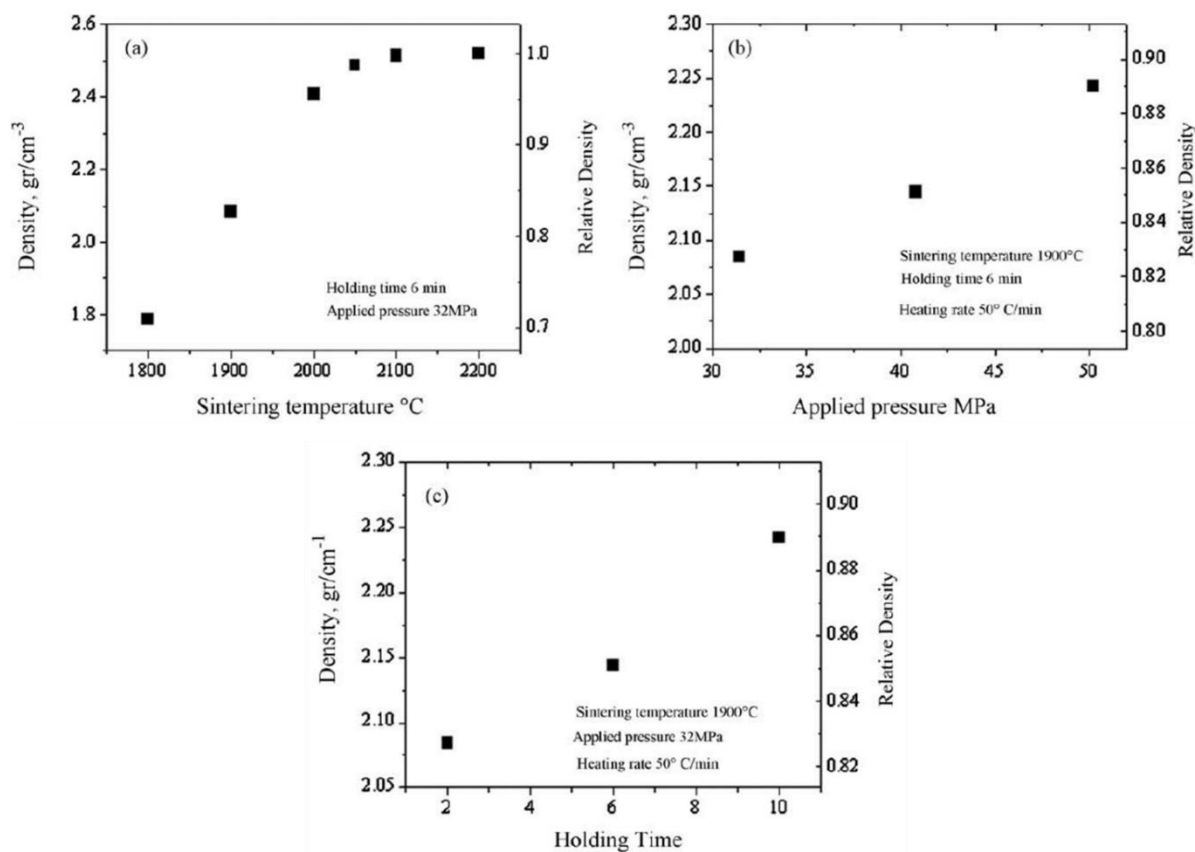 (a)
2.6
2.4
2.2
2.0
1.8
Density, gr/cm⁻³
1.0
0.9
0.8
0.7
Relative Density
Holding time 6 min
Applied pressure 32MPa
1800 1900 2000 2100 2200
Sintering temperature °C
(b)
2.30
2.25
2.20
2.15
2.10
2.05
2.00
Density, gr/cm⁻³
0.90
0.88
0.86
0.84
0.82
0.80
Relative Density
Sintering temperature 1900°C
Holding time 6 min
Heating rate 50° C/min
30 35 40 45 50
Applied pressure MPa
(c)
2.30
2.25
2.20
2.15
2.10
2.05
Density, gr/cm⁻¹
0.90
0.88
0.86
0.84
0.82
Relative Density
Sintering temperature 1900°C
Applied pressure 32MPa
Heating rate 50° C/min
2 4 6 8 10
Holding Time